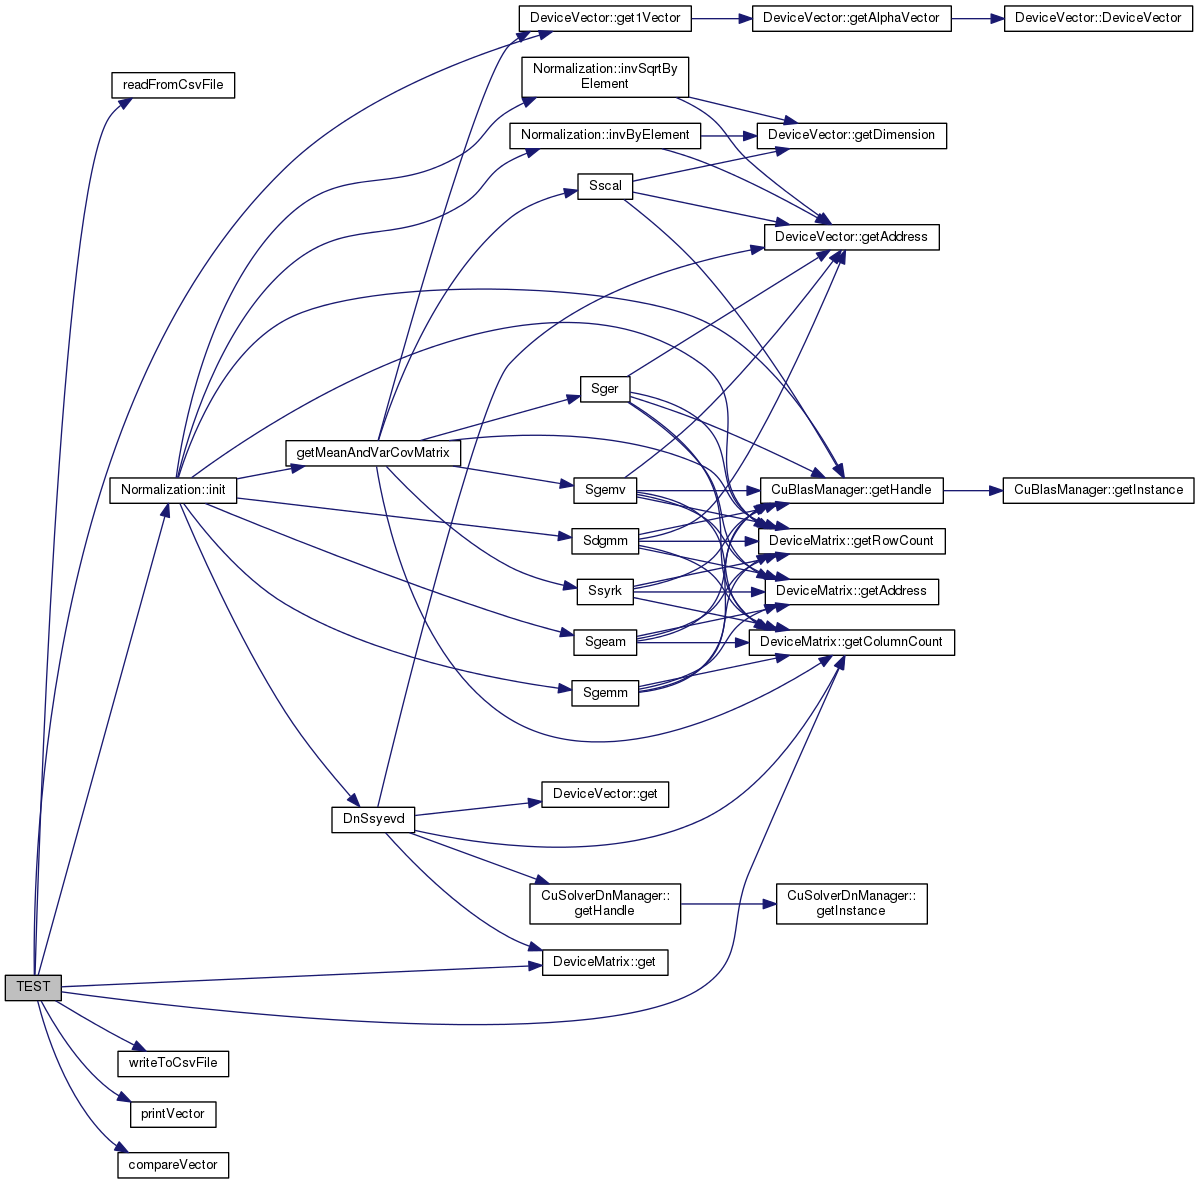 DeviceVector::get1Vector
DeviceVector::getAlphaVector
DeviceVector::DeviceVector
readFromCsvFile
Normalization::invSqrtBy
Element
Normalization::invByElement
DeviceVector::getDimension
Sscal
DeviceVector::getAddress
Sger
getMeanAndVarCovMatrix
Normalization::init
Sgemv
CuBlasManager::getHandle
CuBlasManager::getInstance
Sdgmm
DeviceMatrix::getRowCount
Ssyrk
DeviceMatrix::getAddress
Sgeam
DeviceMatrix::getColumnCount
Sgemm
DeviceVector::get
DnSsyevd
CuSolverDnManager::
getHandle
CuSolverDnManager::
getInstance
DeviceMatrix::get
TEST
writeToCsvFile
printVector
compareVector